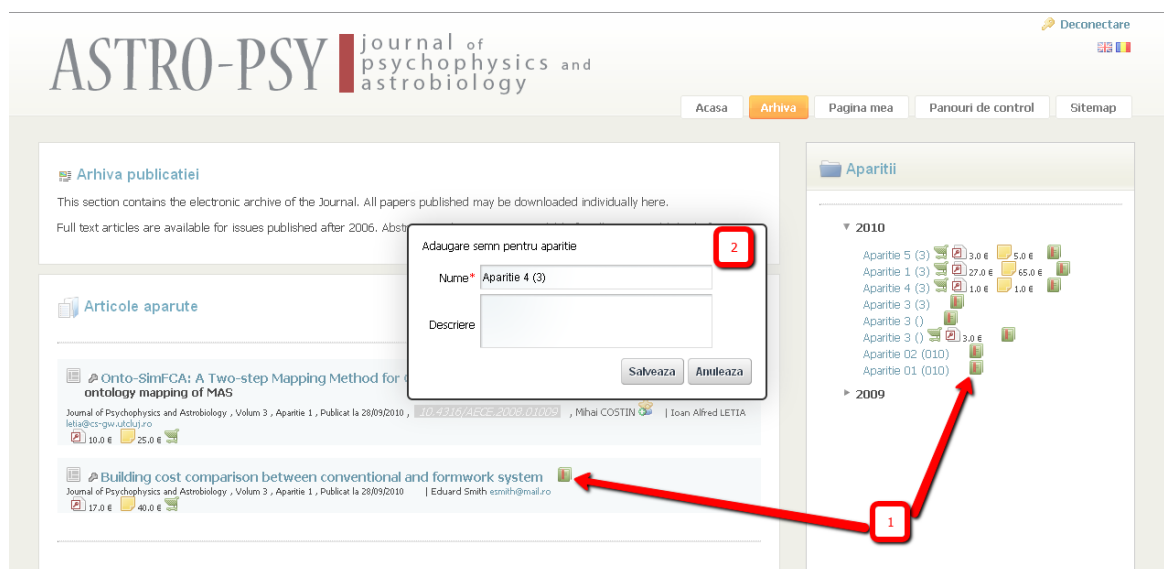 Deconectare
ASTRO-PSY
journal of
psychophysics and
astrobiology
Acasa Arhiva Pagina mea Panouri de control Sitemap
Arhiva publicatiei
This section contains the electronic archive of the Journal. All papers published may be downloaded individually here.
Full text articles are available for issues published after 2006.
Articole aparute
Onto-SimFCA: A Two-step Mapping Method for
ontology mapping of MAS
Journal of Psychophysics and Astrobiology , Volum 3 , Aparitie 1 , Publicat la 28/09/2010 , 10.4316/AECE.2008.01009 , Mihai COSTIN | Ioan Alfred LETIA
letia@cs-gw.utcluj.ro
10.0 € 25.0 €
Building cost comparison between conventional and formwork system
Journal of Psychophysics and Astrobiology , Volum 3 , Aparitie 1 , Publicat la 28/09/2010 | Eduard Smith esmith@mail.ro
17.0 € 40.0 €
Adaugare semn pentru aparitie
2
Nume* Aparitie 4 (3)
Descriere
Salveaza Anuleaza
Aparitii
2010
Aparitie 5 (3) 3.0 € 5.0 €
Aparitie 1 (3) 27.0 € 65.0 €
Aparitie 4 (3) 1.0 € 1.0 €
Aparitie 3 (3)
Aparitie 3 ()
Aparitie 3 () 3.0 €
Aparitie 02 (010)
Aparitie 01 (010)
2009
1